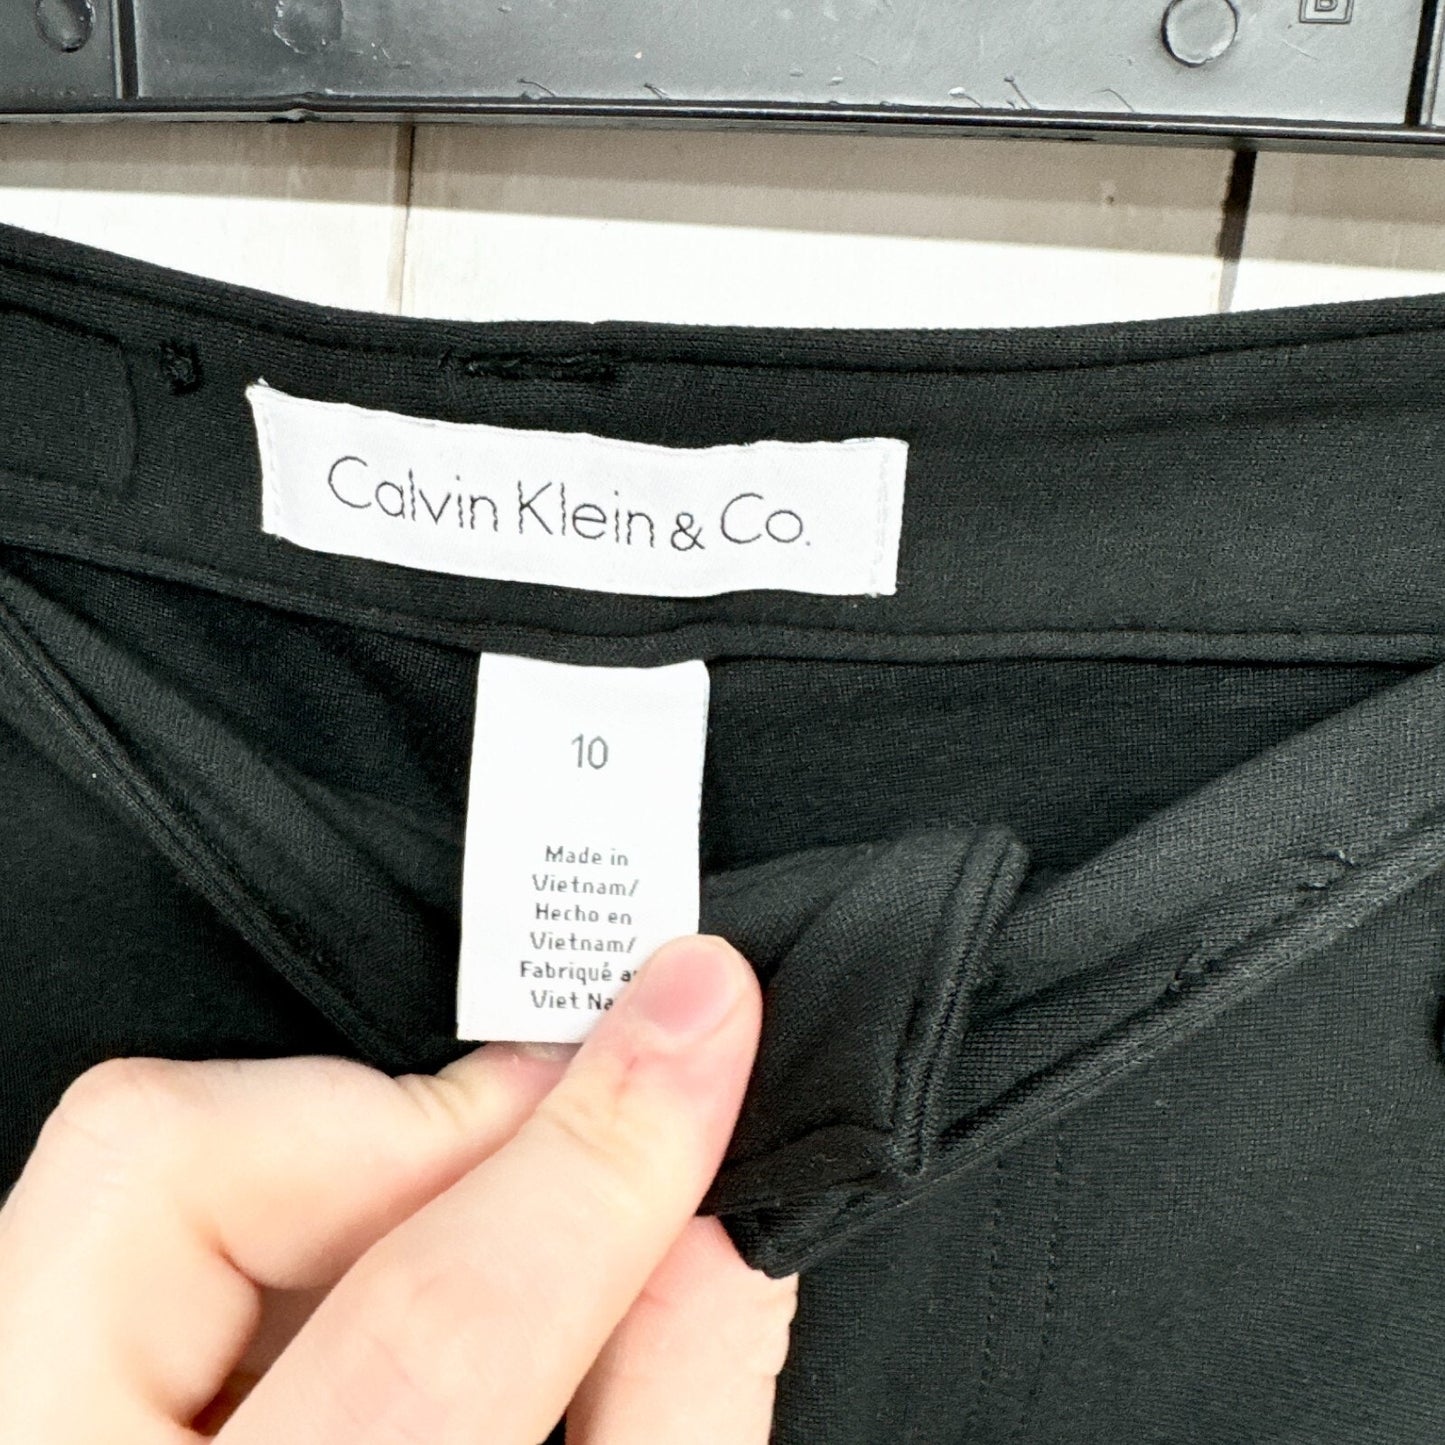 B
Calvin Klein & Co.
10
Made in
Vietnam/
Hecho en
Vietnam/
Fabriqué
Viet